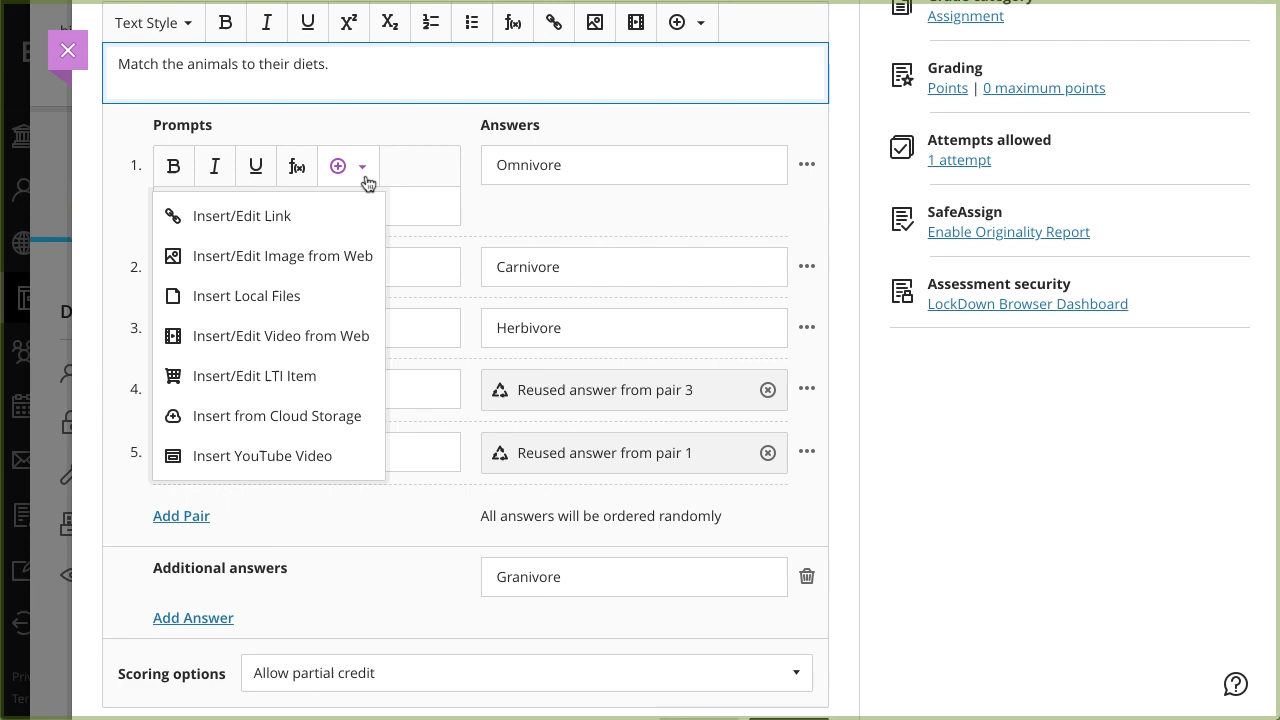 Text Style
B I U X² X₂ f(x)
Match the animals to their diets.
Prompts
Answers
1.
B I U f(x)
Omnivore
Insert/Edit Link
Insert/Edit Image from Web
Insert Local Files
Insert/Edit Video from Web
Insert/Edit LTI Item
Insert from Cloud Storage
Insert YouTube Video
2.
Carnivore
3.
Herbivore
4.
Reused answer from pair 3
5.
Reused answer from pair 1
Add Pair
All answers will be ordered randomly
Additional answers
Granivore
Add Answer
Scoring options
Allow partial credit
Assignment
Grading
Points | 0 maximum points
Attempts allowed
1 attempt
SafeAssign
Enable Originality Report
Assessment security
LockDown Browser Dashboard